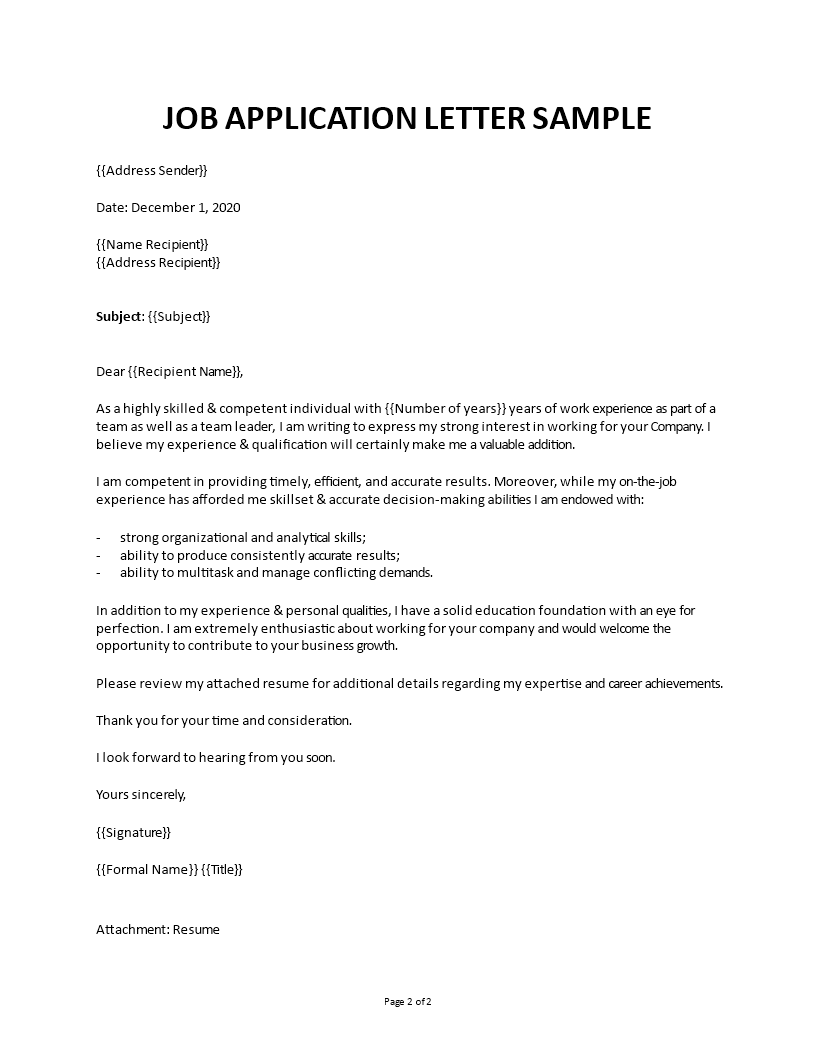 JOB APPLICATION LETTER SAMPLE
{{Address Sender}}
Date: December 1, 2020
{{Name Recipient}}
{{Address Recipient}}
Subject: {{Subject}}
Dear {{Recipient Name}},
As a highly skilled & competent individual with {{Number of years}} years of work experience as part of a
team as well as a team leader, I am writing to express my strong interest in working for your Company. I
believe my experience & qualification will certainly make me a valuable addition.
I am competent in providing timely, efficient, and accurate results. Moreover, while my on-the-job
experience has afforded me skillset & accurate decision-making abilities I am endowed with:
- strong organizational and analytical skills;
- ability to produce consistently accurate results;
- ability to multitask and manage conflicting demands.
In addition to my experience & personal qualities, I have a solid education foundation with an eye for
perfection. I am extremely enthusiastic about working for your company and would welcome the
opportunity to contribute to your business growth.
Please review my attached resume for additional details regarding my expertise and career achievements.
Thank you for your time and consideration.
I look forward to hearing from you soon.
Yours sincerely,
{{Signature}}
{{Formal Name}} {{Title}}
Attachment: Resume
Page 2 of 2